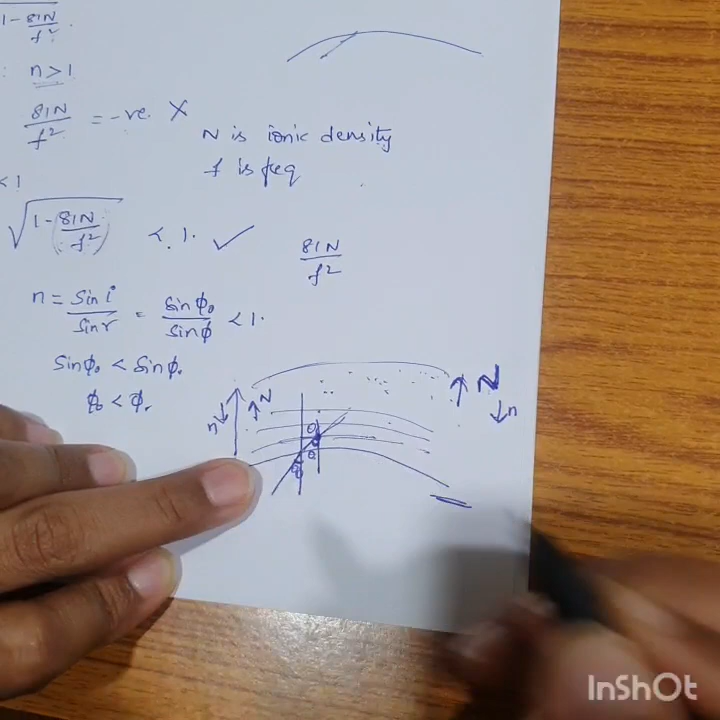 1 - 81N/f²
: n > 1
81N/f² = -ve. X
N is ionic density
f is freq
< 1
√(1 - 81N/f²) < 1. ✓
81N/f²
n = Sin i/Sin r = Sin ϕ₀/Sin ϕ < 1.
Sin ϕ₀ < Sin ϕ.
ϕ₀ < ϕ.
N
N
n
n
InShOt